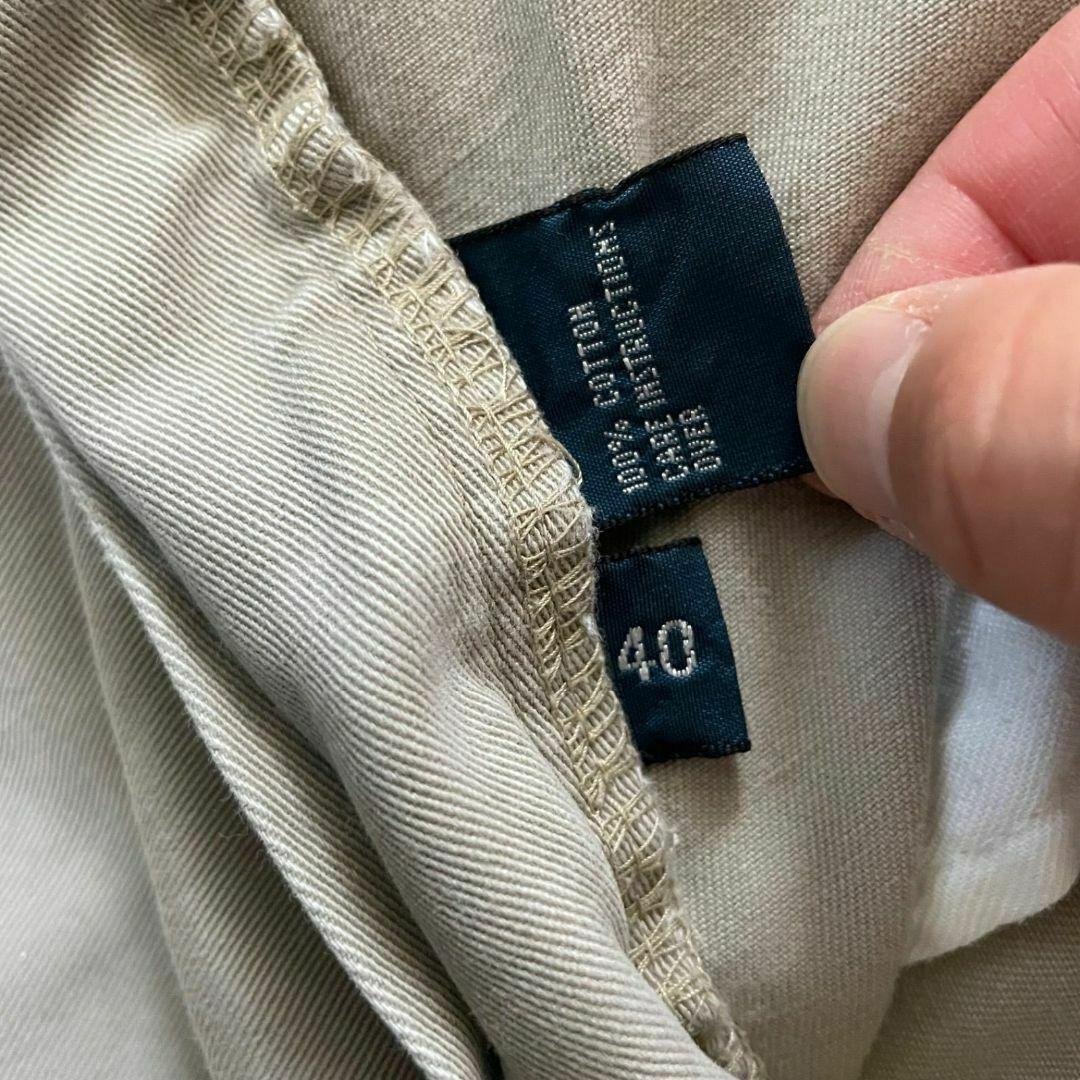 100% COTTON
CARE INSTRUCTIONS
OVER
40